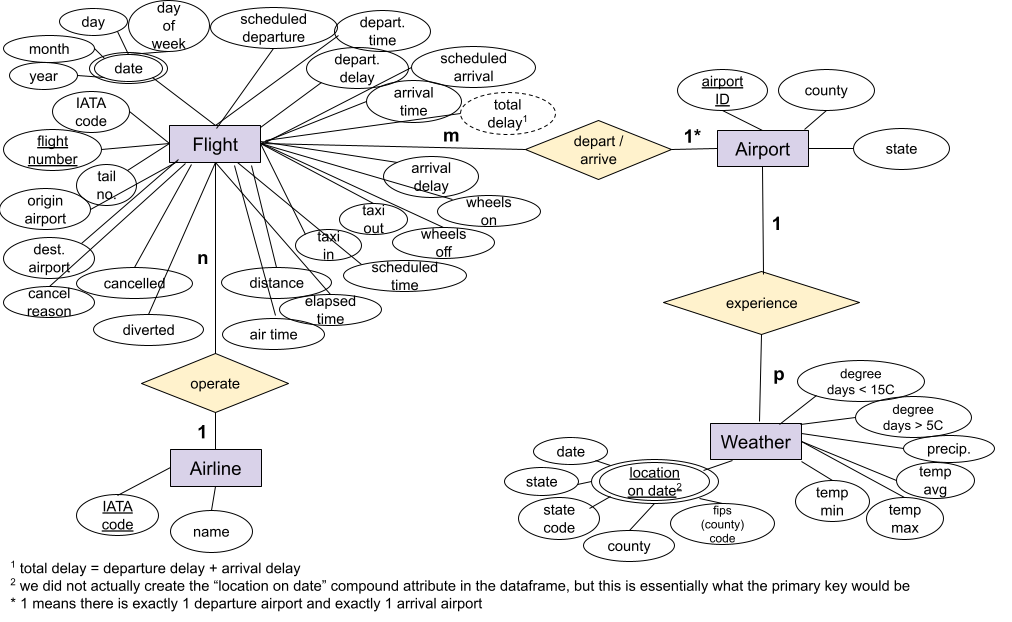 day
of
week
day
month
year
date
scheduled
departure
depart.
time
depart.
delay
scheduled
arrival
arrival
time
total
delay¹
IATA
code
flight
number
tail
no.
origin
airport
dest.
airport
cancel
reason
cancelled
diverted
Flight
m
depart /
arrive
1*
Airport
airport
ID
county
state
arrival
delay
wheels
on
taxi
out
wheels
off
taxi
in
scheduled
time
distance
elapsed
time
air time
n
operate
1
Airline
IATA
code
name
1
experience
p
Weather
degree
days < 15C
degree
days > 5C
precip.
temp
avg
temp
max
temp
min
location
on date²
date
state
state
code
county
fips
(county)
code
¹ total delay = departure delay + arrival delay
² we did not actually create the “location on date” compound attribute in the dataframe, but this is essentially what the primary key would be
* 1 means there is exactly 1 departure airport and exactly 1 arrival airport